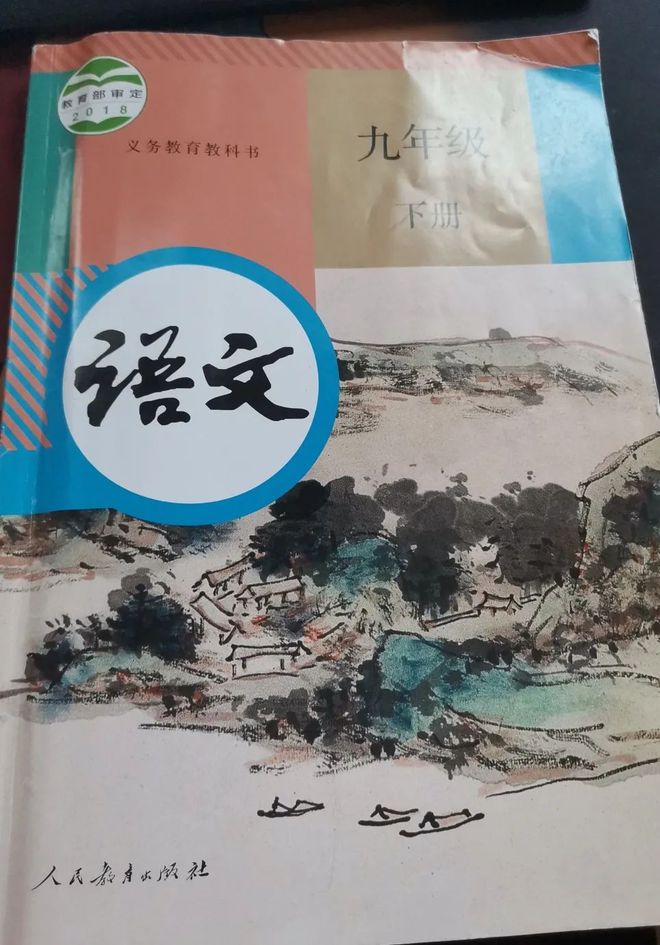 教育部审定
2018
义务教育教科书
九年级
下册
语文
人民教育出版社